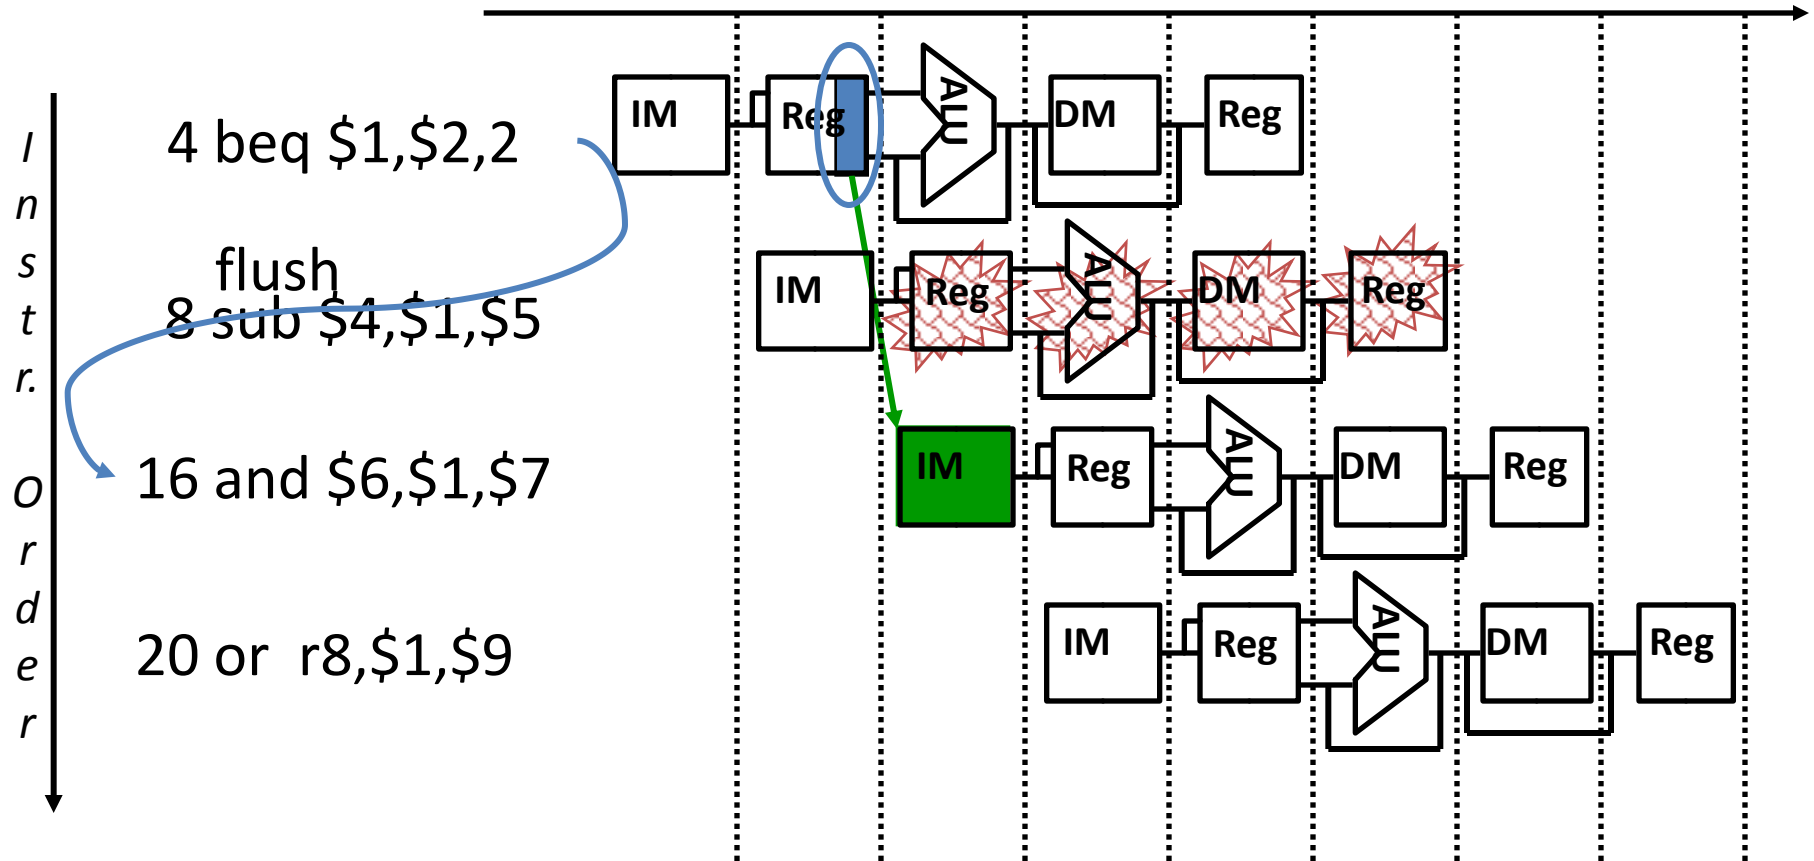 Instr. Order
4 beq $1,$2,2
IM Reg ALU DM Reg
flush
8 sub $4,$1,$5
IM Reg ALU DM Reg
16 and $6,$1,$7
IM Reg ALU DM Reg
20 or r8,$1,$9
IM Reg ALU DM Reg